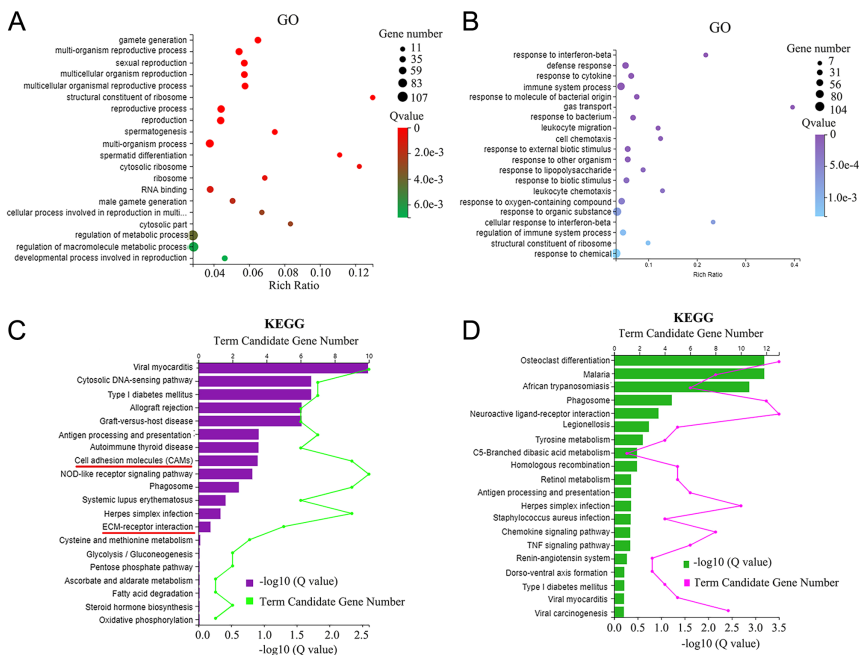 A
GO
gamete generation
multi-organism reproductive process
sexual reproduction
multicellular organism reproduction
multicellular organismal reproductive process
structural constituent of ribosome
reproductive process
reproduction
spermatogenesis
multi-organism process
spermatid differentiation
cytosolic ribosome
ribosome
RNA binding
male gamete generation
cellular process involved in reproduction in multi...
cytosolic part
regulation of metabolic process
regulation of macromolecule metabolic process
developmental process involved in reproduction
0.04 0.06 0.08 0.10 0.12
Rich Ratio
Gene number
11
35
59
83
107
Qvalue
0
2.0e-3
4.0e-3
6.0e-3
B
GO
response to interferon-beta
defense response
response to cytokine
immune system process
response to molecule of bacterial origin
gas transport
response to bacterium
leukocyte migration
cell chemotaxis
response to external biotic stimulus
response to other organism
response to lipopolysaccharide
response to biotic stimulus
leukocyte chemotaxis
response to oxygen-containing compound
response to organic substance
cellular response to interferon-beta
regulation of immune system process
structural constituent of ribosome
response to chemical
0.1 0.2 0.3 0.4
Rich Ratio
Gene number
7
31
56
80
104
Qvalue
0
5.0e-4
1.0e-3
C
KEGG
Term Candidate Gene Number
0 2 4 6 8 10
Viral myocarditis
Cytosolic DNA-sensing pathway
Type I diabetes mellitus
Allograft rejection
Graft-versus-host disease
Antigen processing and presentation
Autoimmune thyroid disease
Cell adhesion molecules (CAMs)
NOD-like receptor signaling pathway
Phagosome
Systemic lupus erythematosus
Herpes simplex infection
ECM-receptor interaction
Cysteine and methionine metabolism
Glycolysis / Gluconeogenesis
Pentose phosphate pathway
Ascorbate and aldarate metabolism
Fatty acid degradation
Steroid hormone biosynthesis
Oxidative phosphorylation
-log10 (Q value)
Term Candidate Gene Number
0.0 0.5 1.0 1.5 2.0 2.5
-log10 (Q value)
D
KEGG
Term Candidate Gene Number
0 2 4 6 8 10 12
Osteoclast differentiation
Malaria
African trypanosomiasis
Phagosome
Neuroactive ligand-receptor interaction
Legionellosis
Tyrosine metabolism
C5-Branched dibasic acid metabolism
Homologous recombination
Retinol metabolism
Antigen processing and presentation
Herpes simplex infection
Staphylococcus aureus infection
Chemokine signaling pathway
TNF signaling pathway
Renin-angiotensin system
Dorso-ventral axis formation
Type I diabetes mellitus
Viral myocarditis
Viral carcinogenesis
-log10 (Q value)
Term Candidate Gene Number
0.0 0.5 1.0 1.5 2.0 2.5 3.0 3.5
-log10 (Q value)